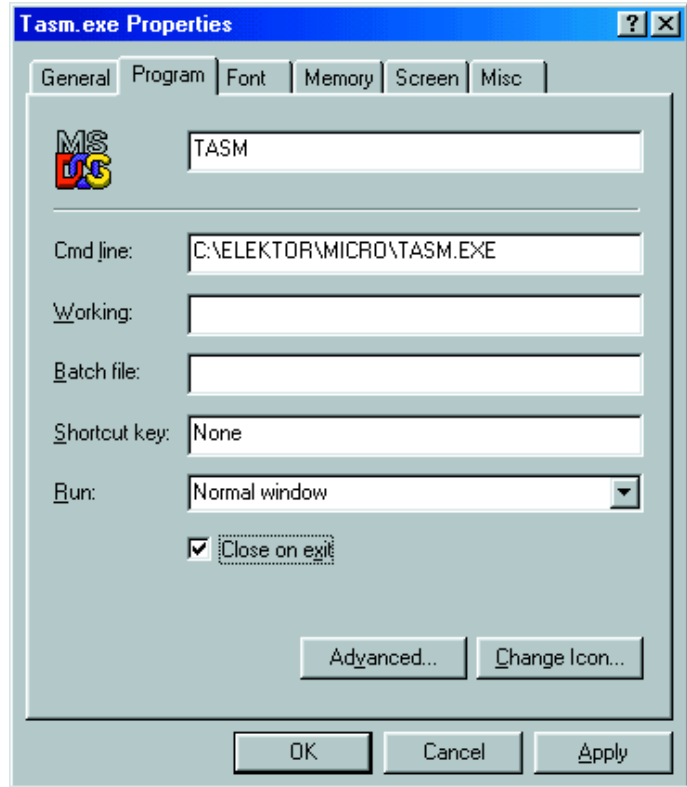 Tasm.exe Properties
? ×
General Program Font Memory Screen Misc
MS
DOS
TASM
Cmd line: C:\ELEKTOR\MICRO\TASM.EXE
Working:
Batch file:
Shortcut key: None
Run: Normal window
Close on exit
Advanced... Change Icon...
OK Cancel Apply